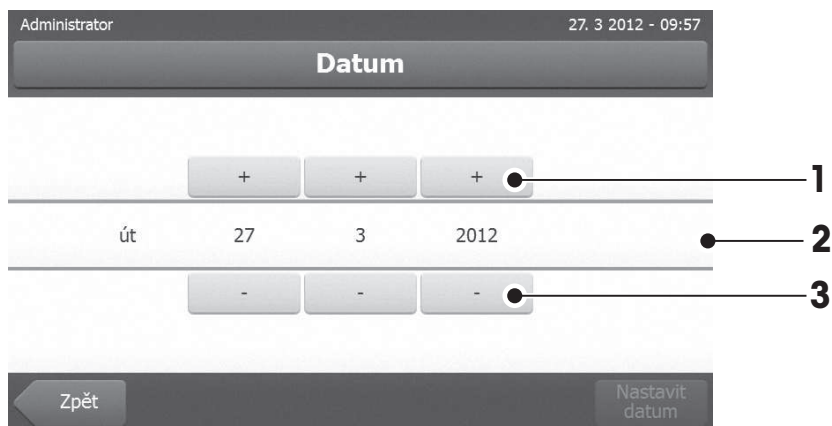 Administrator 27. 3 2012 - 09:57
Datum
+ + + 1
út 27 3 2012 2
- - - 3
Zpět
Nastavit
datum